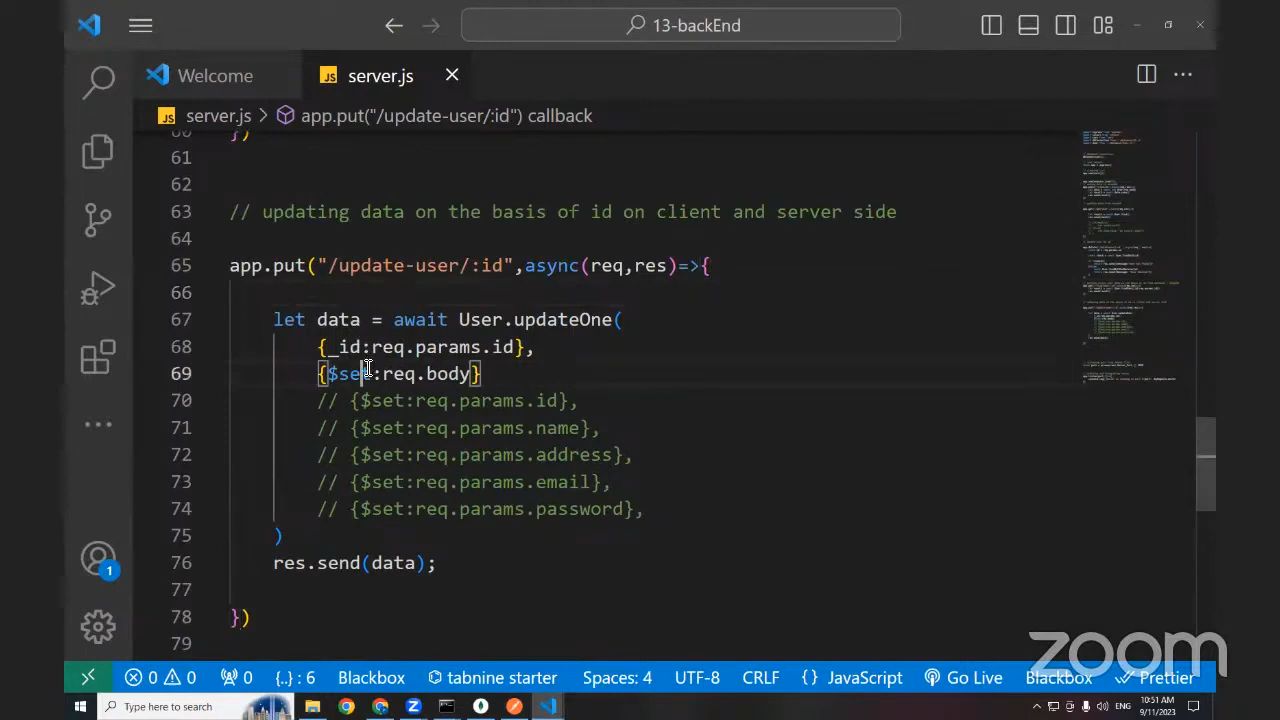 13-backEnd
Welcome
JS server.js
JS server.js > app.put("/update-user/:id") callback
60 })
61
62
63 // updating data on the basis of id on client and server side
64
65 app.put("/update-user/:id",async(req,res)=>{
66
67 let data = await User.updateOne(
68 {_id:req.params.id},
69 {$set:req.body}
70 // {$set:req.params.id},
71 // {$set:req.params.name},
72 // {$set:req.params.address},
73 // {$set:req.params.email},
74 // {$set:req.params.password},
75 )
76 res.send(data);
77
78 })
79
1
zoom
0 0 0 {..} : 6 Blackbox tabnine starter Spaces: 4 UTF-8 CRLF {} JavaScript Go Live Blackbox Prettier
Type here to search
ENG
10:51 AM
9/11/2023